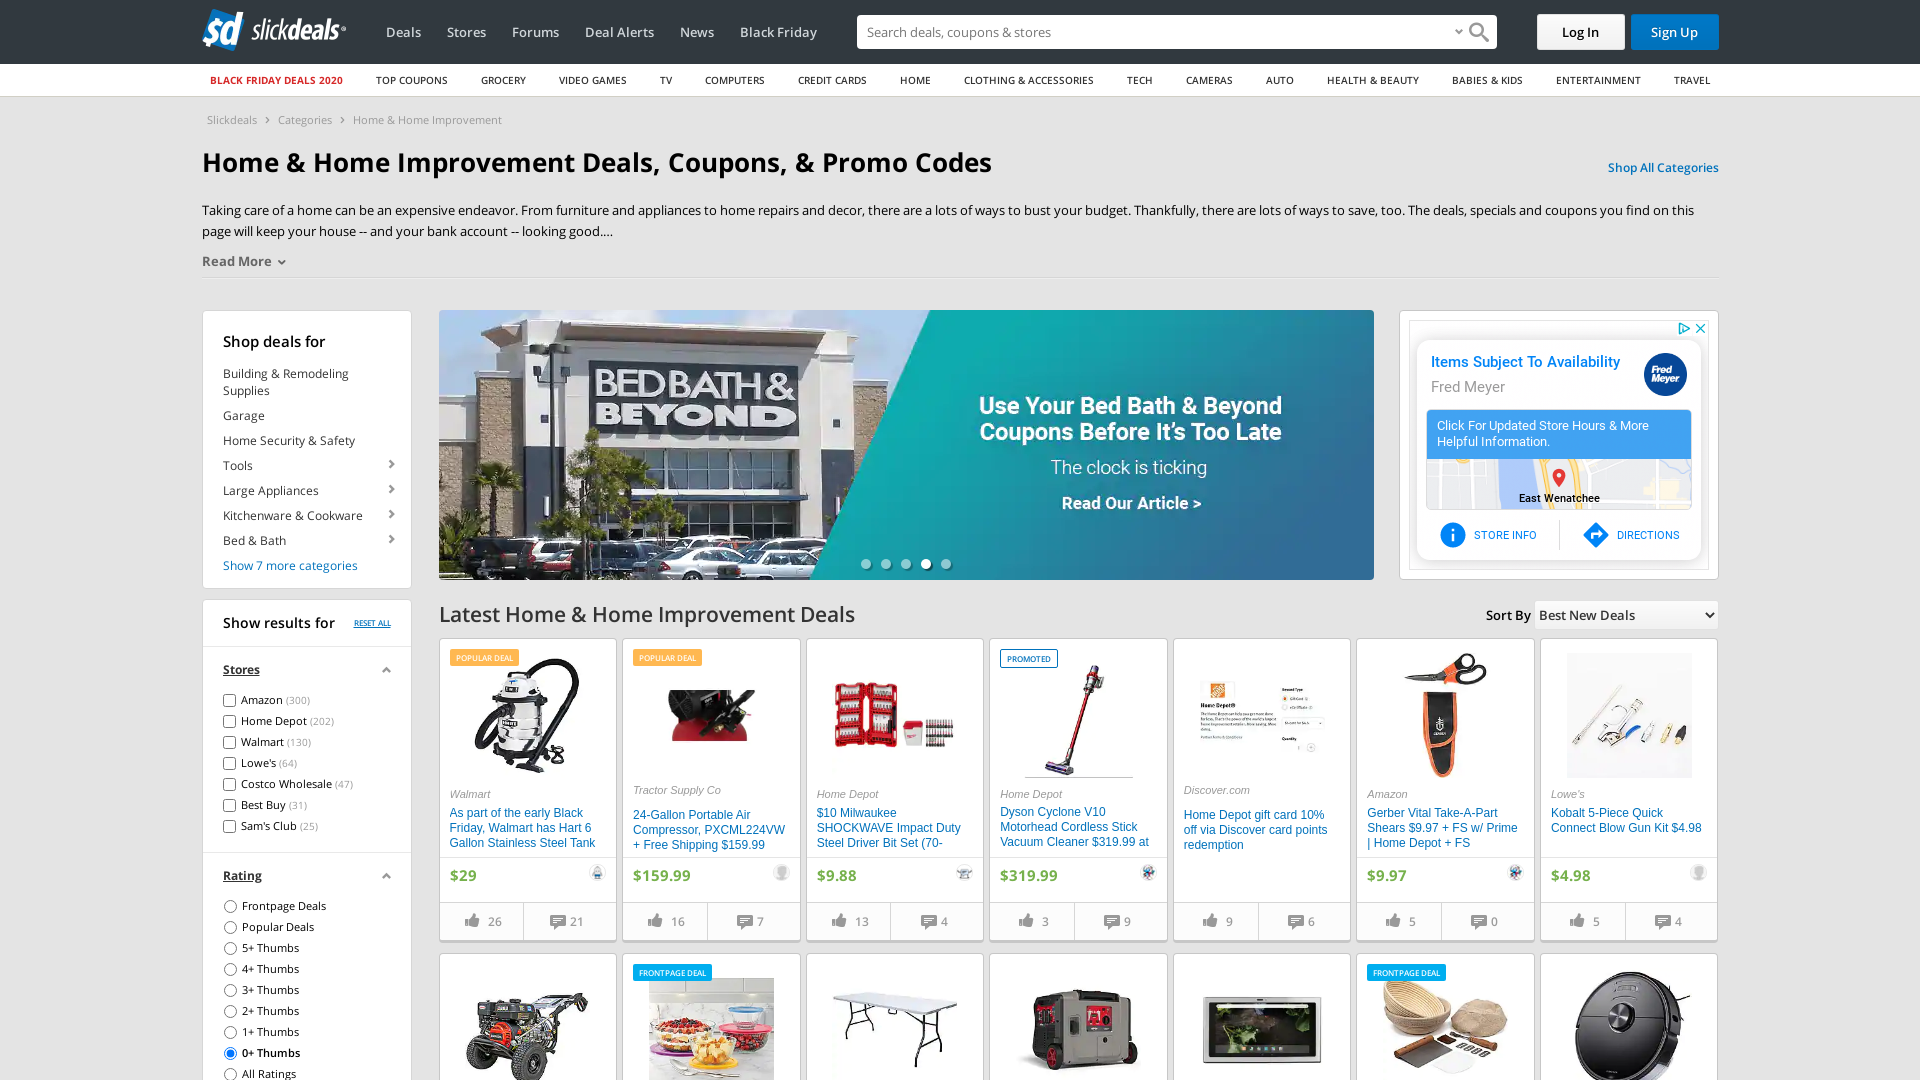 sd slickdeals
Deals
Stores
Forums
Deal Alerts
News
Black Friday
Search deals, coupons & stores
Log In
Sign Up
BLACK FRIDAY DEALS 2020
TOP COUPONS
GROCERY
VIDEO GAMES
TV
COMPUTERS
CREDIT CARDS
HOME
CLOTHING & ACCESSORIES
TECH
CAMERAS
AUTO
HEALTH & BEAUTY
BABIES & KIDS
ENTERTAINMENT
TRAVEL
Slickdeals > Categories > Home & Home Improvement
Home & Home Improvement Deals, Coupons, & Promo Codes
Shop All Categories
Taking care of a home can be an expensive endeavor. From furniture and appliances to home repairs and decor, there are a lots of ways to bust your budget. Thankfully, there are lots of ways to save, too. The deals, specials and coupons you find on this
page will keep your house -- and your bank account -- looking good.…
Read More
Shop deals for
Building & Remodeling
Supplies
Garage
Home Security & Safety
Tools
Large Appliances
Kitchenware & Cookware
Bed & Bath
Show 7 more categories
Show results for
RESET ALL
Stores
Amazon (300)
Home Depot (202)
Walmart (130)
Lowe's (64)
Costco Wholesale (47)
Best Buy (31)
Sam's Club (25)
Rating
Frontpage Deals
Popular Deals
5+ Thumbs
4+ Thumbs
3+ Thumbs
2+ Thumbs
1+ Thumbs
0+ Thumbs
All Ratings
BED BATH &
BEYOND
Use Your Bed Bath & Beyond
Coupons Before It's Too Late
The clock is ticking
Read Our Article >
Items Subject To Availability
Fred Meyer
Fred
Meyer
Click For Updated Store Hours & More
Helpful Information.
East Wenatchee
STORE INFO
DIRECTIONS
Latest Home & Home Improvement Deals
Sort By
Best New Deals
POPULAR DEAL
Walmart
As part of the early Black
Friday, Walmart has Hart 6
Gallon Stainless Steel Tank
$29
26
21
POPULAR DEAL
Tractor Supply Co
24-Gallon Portable Air
Compressor, PXCML224VW
+ Free Shipping $159.99
$159.99
16
7
Home Depot
$10 Milwaukee
SHOCKWAVE Impact Duty
Steel Driver Bit Set (70-
$9.88
13
4
PROMOTED
Home Depot
Dyson Cyclone V10
Motorhead Cordless Stick
Vacuum Cleaner $319.99 at
$319.99
3
9
Home Depot®
Discover.com
Home Depot gift card 10%
off via Discover card points
redemption
9
6
Amazon
Gerber Vital Take-A-Part
Shears $9.97 + FS w/ Prime
| Home Depot + FS
$9.97
5
0
Lowe's
Kobalt 5-Piece Quick
Connect Blow Gun Kit $4.98
$4.98
5
4
FRONTPAGE DEAL
FRONTPAGE DEAL